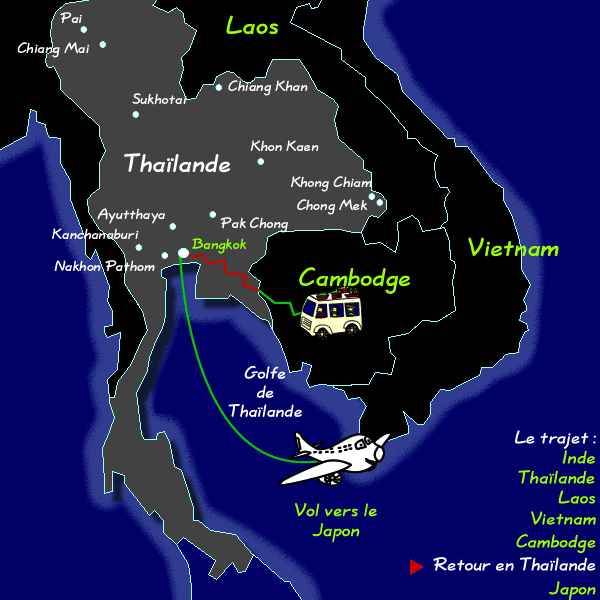 Pai
Laos
Chiang Mai
Chiang Khan
Sukhotai
Khon Kaen
Thaïlande
Khong Chiam
Chong Mek
Ayutthaya
Pak Chong
Kanchanaburi
Bangkok
Vietnam
Nakhon Pathom
Cambodge
Golfe
de
Thaïlande
Vol vers le
Japon
Le trajet :
Inde
Thaïlande
Laos
Vietnam
Cambodge
Retour en Thaïlande
Japon